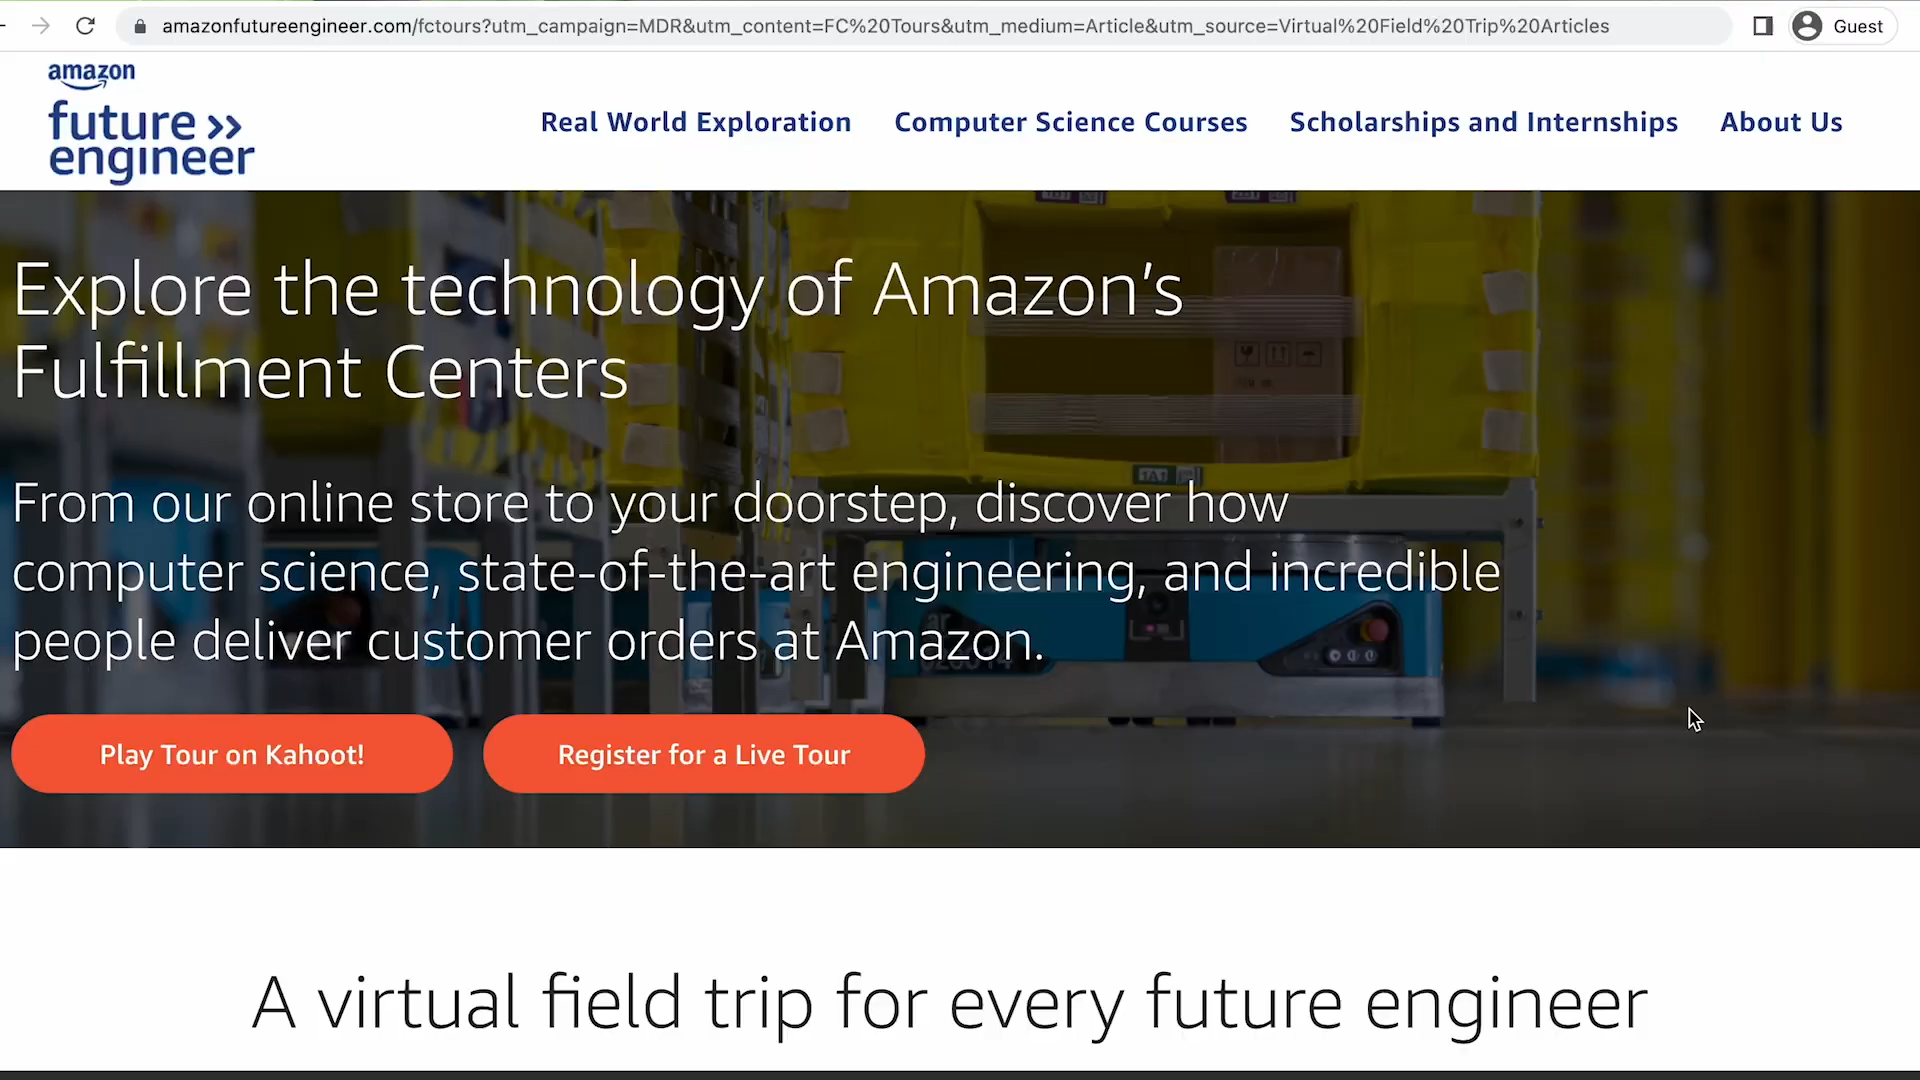 amazonfutureengineer.com/fctours?utm_campaign=MDR&utm_content=FC%20Tours&utm_medium=Article&utm_source=Virtual%20Field%20Trip%20Articles
Guest
amazon
future >>
engineer
Real World Exploration
Computer Science Courses
Scholarships and Internships
About Us
Explore the technology of Amazon’s
Fulfillment Centers
From our online store to your doorstep, discover how
computer science, state-of-the-art engineering, and incredible
people deliver customer orders at Amazon.
Play Tour on Kahoot!
Register for a Live Tour
A virtual field trip for every future engineer